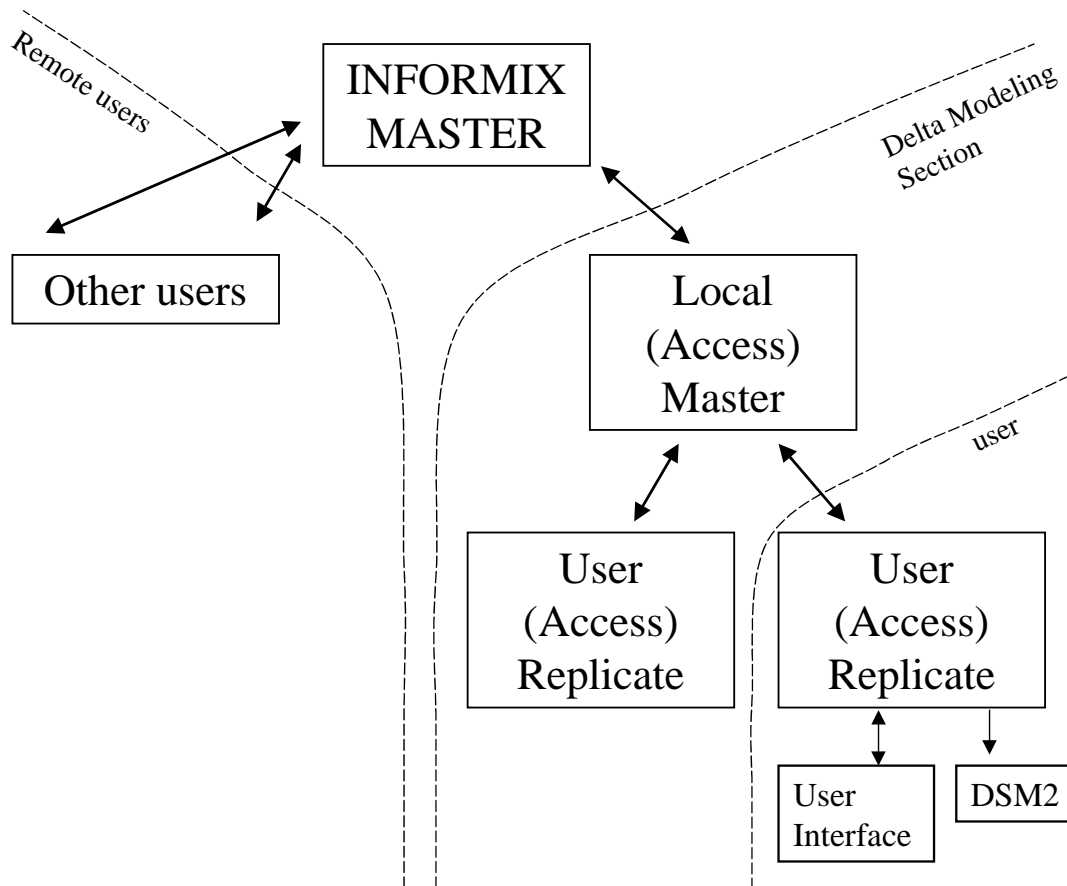 Remote users
INFORMIX
MASTER
Delta Modeling
Section
Other users
Local
(Access)
Master
user
User
(Access)
Replicate
User
(Access)
Replicate
User
Interface
DSM2